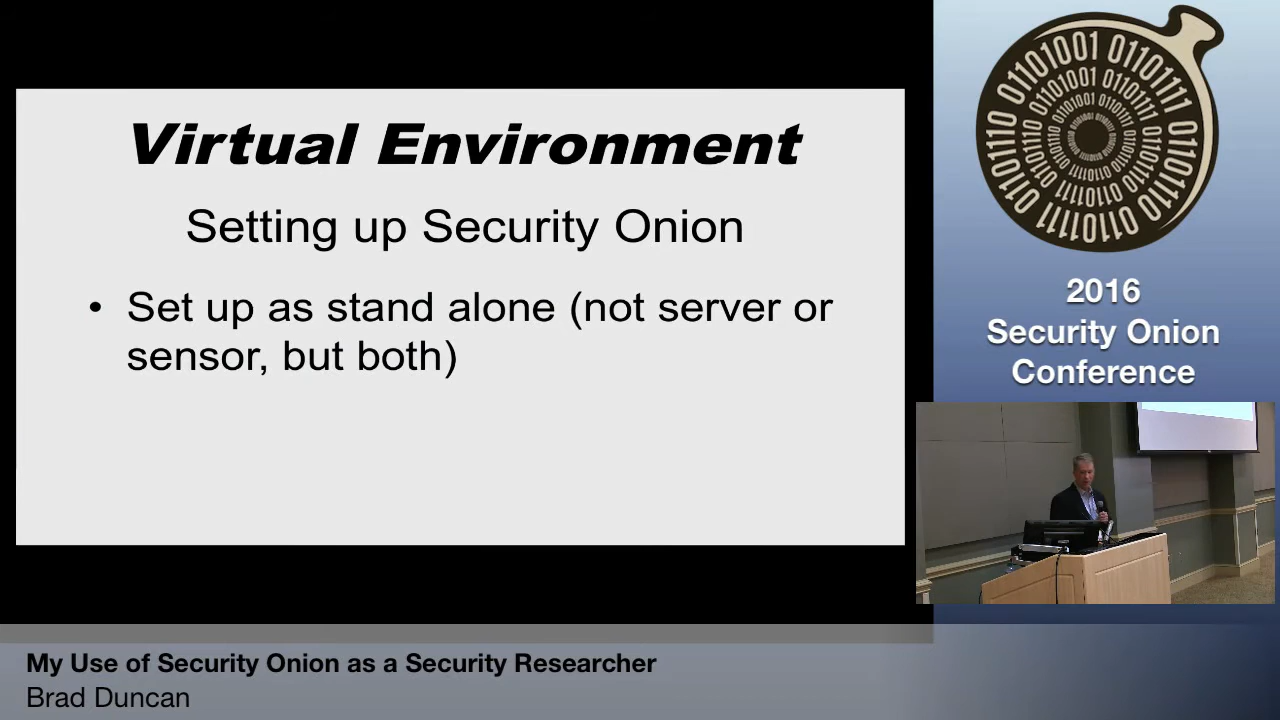 Virtual Environment
Setting up Security Onion
• Set up as stand alone (not server or
sensor, but both)
2016
Security Onion
Conference
My Use of Security Onion as a Security Researcher
Brad Duncan